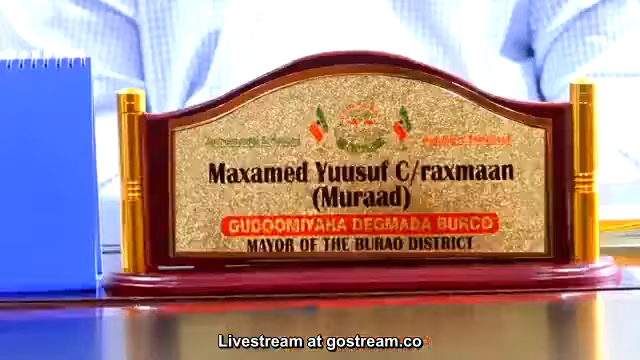 Maxamed Yuusuf C/raxmaan
(Muraad)
GUDOOMIYAHA DEGMADA BURCO
MAYOR OF THE BURAO DISTRICT
Livestream at gostream.co